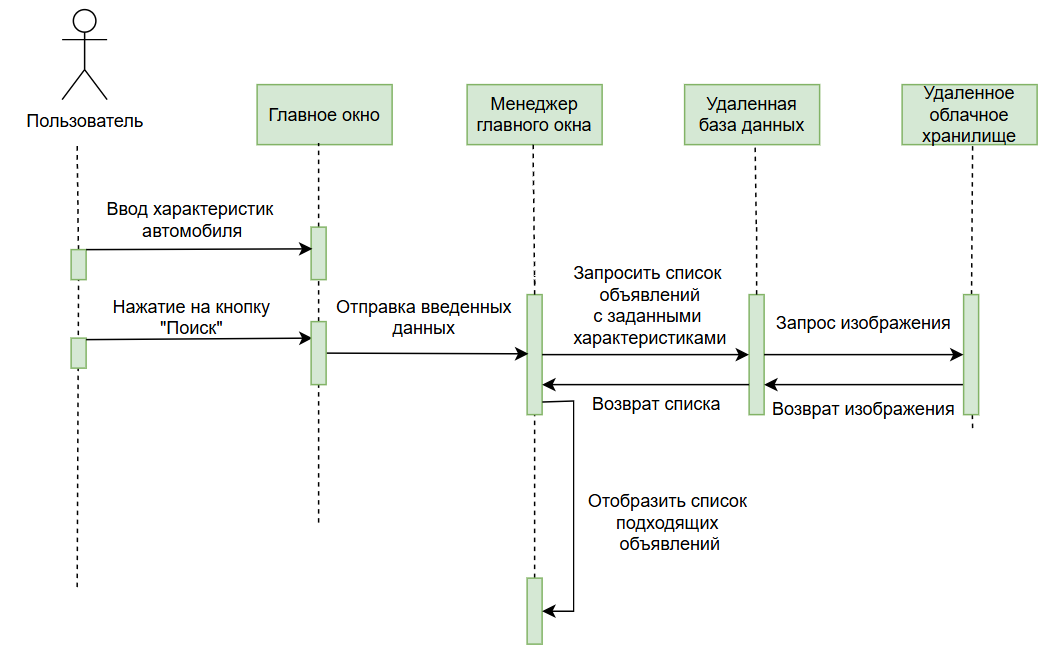 Пользователь
Главное окно
Менеджер
главного окна
Удаленная
база данных
Удаленное
облачное
хранилище
Ввод характеристик
автомобиля
Нажатие на кнопку
"Поиск"
Отправка введенных
данных
Запросить список
объявлений
с заданными
характеристиками
Запрос изображения
Возврат списка
Возврат изображения
Отобразить список
подходящих
объявлений